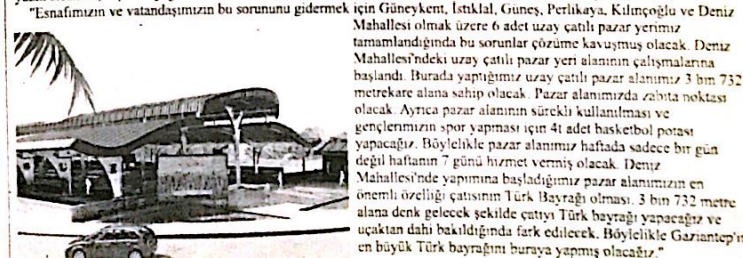 "Esnafımızın ve vatandaşımızın bu sorununu gidermek için Güneykent, İstiklal, Güneş, Perlikaya, Kılınçoğlu ve Deniz
Mahallesi olmak üzere 6 adet uzay çatılı pazar yerimiz
tamamlandığında bu sorunlar çözüme kavuşmuş olacak. Deniz
Mahallesi'ndeki uzay çatılı pazar yeri alanının çalışmalarına
başlandı. Burada yaptığımız uzay çatılı pazar alanımız 3 bin 732
metrekare alana sahip olacak. Pazar alanımızda zabıta noktası
olacak. Ayrıca pazar alanının sürekli kullanılması ve
gençlerimizin spor yapması için 4t adet basketbol potası
yapacağız. Böylelikle pazar alanımız haftada sadece bir gün
değil haftanın 7 günü hizmet vermiş olacak. Deniz
Mahallesi'nde yapımına başladığımız pazar alanımızın en
önemli özelliği çatısının Türk Bayrağı olması. 3 bin 732 metre
alana denk gelecek şekilde çatıyı Türk bayrağı yapacağız ve
uçaktan dahi bakıldığında fark edilecek. Böylelikle Gaziantep'in
en büyük Türk bayrağını buraya yapmış olacağız."